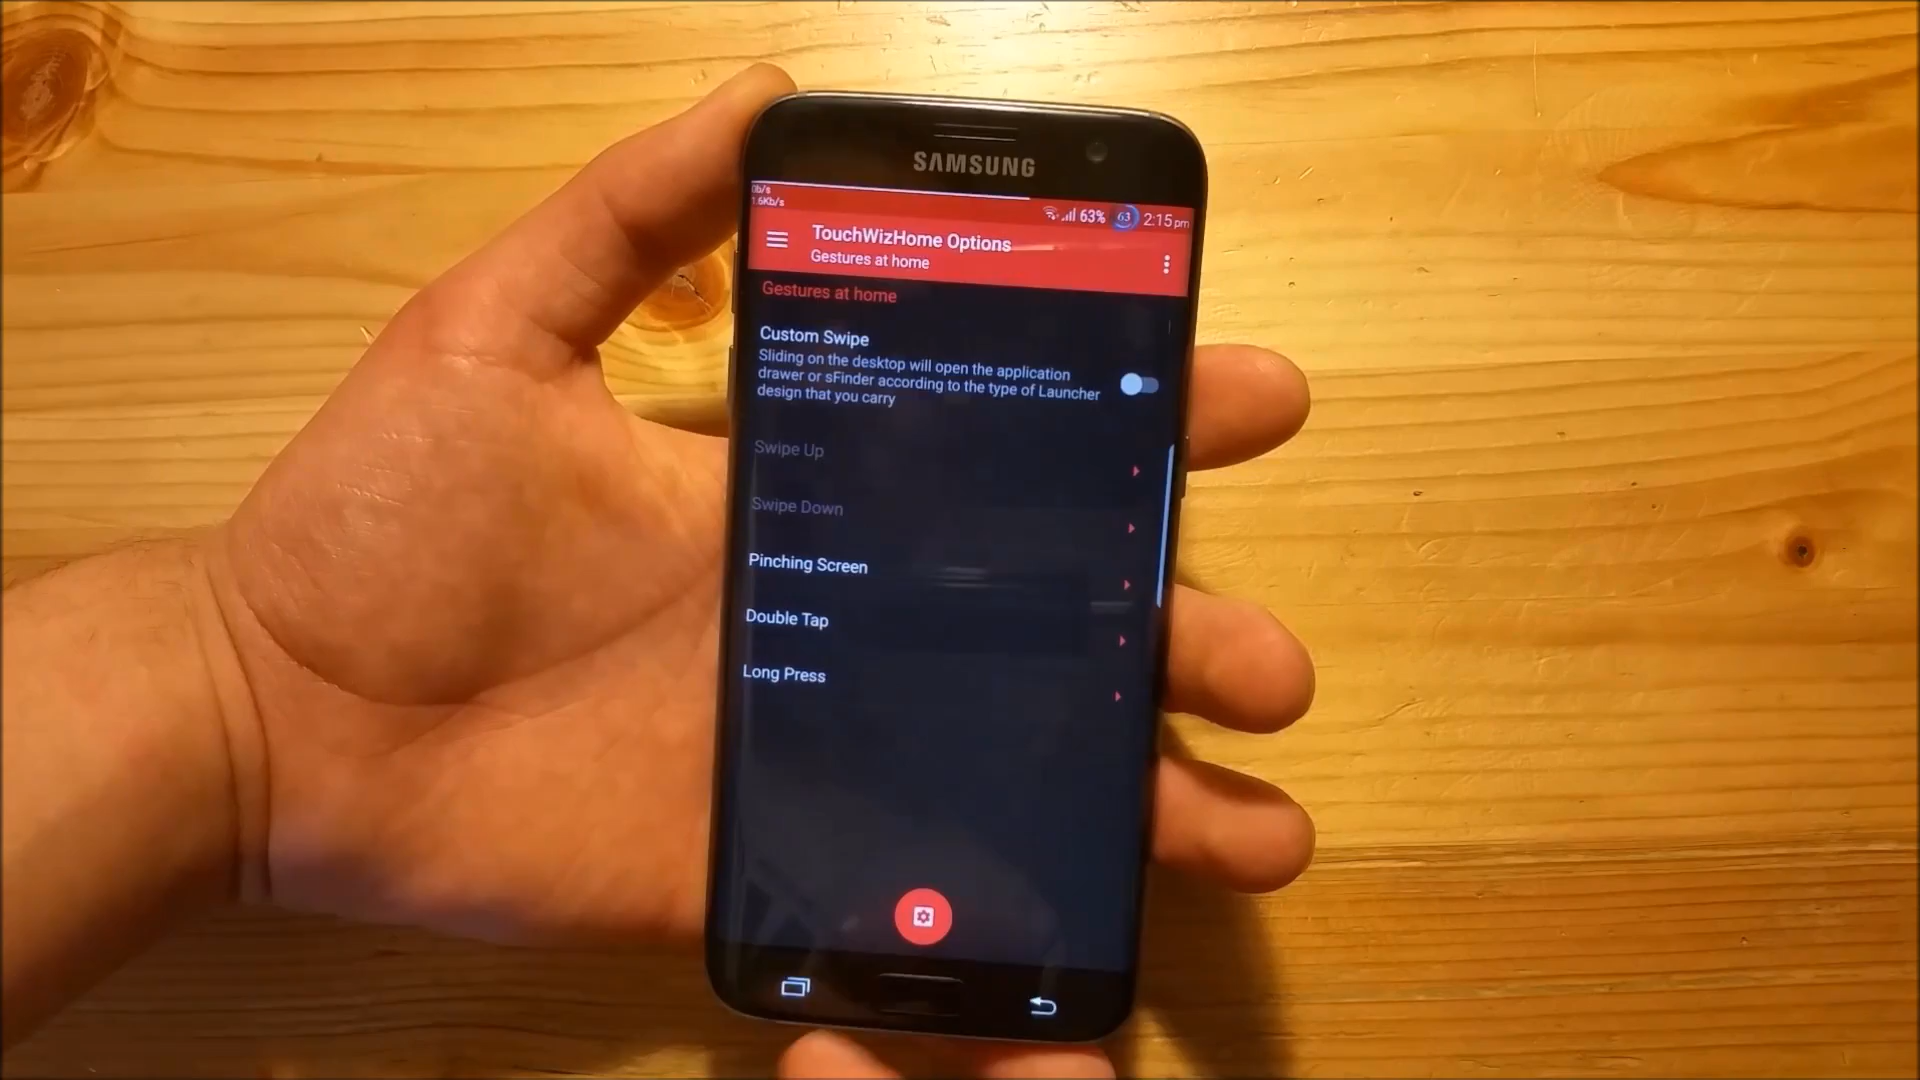 SAMSUNG
0b/s
1.6Kb/s
63% 63 2:15 pm
TouchWizHome Options
Gestures at home
Gestures at home
Custom Swipe
Sliding on the desktop will open the application
drawer or sFinder according to the type of Launcher
design that you carry
Swipe Up
Swipe Down
Pinching Screen
Double Tap
Long Press